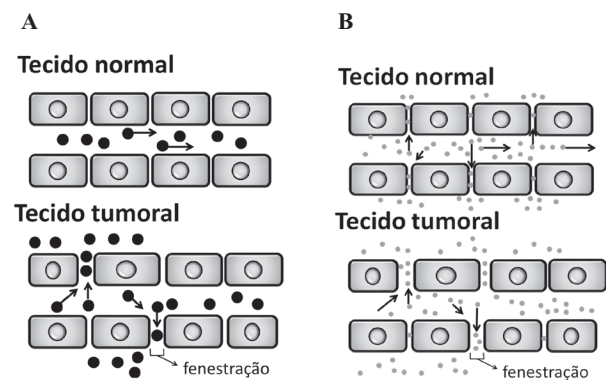 A
Tecido normal
Tecido tumoral
fenestração
B
Tecido normal
Tecido tumoral
fenestração